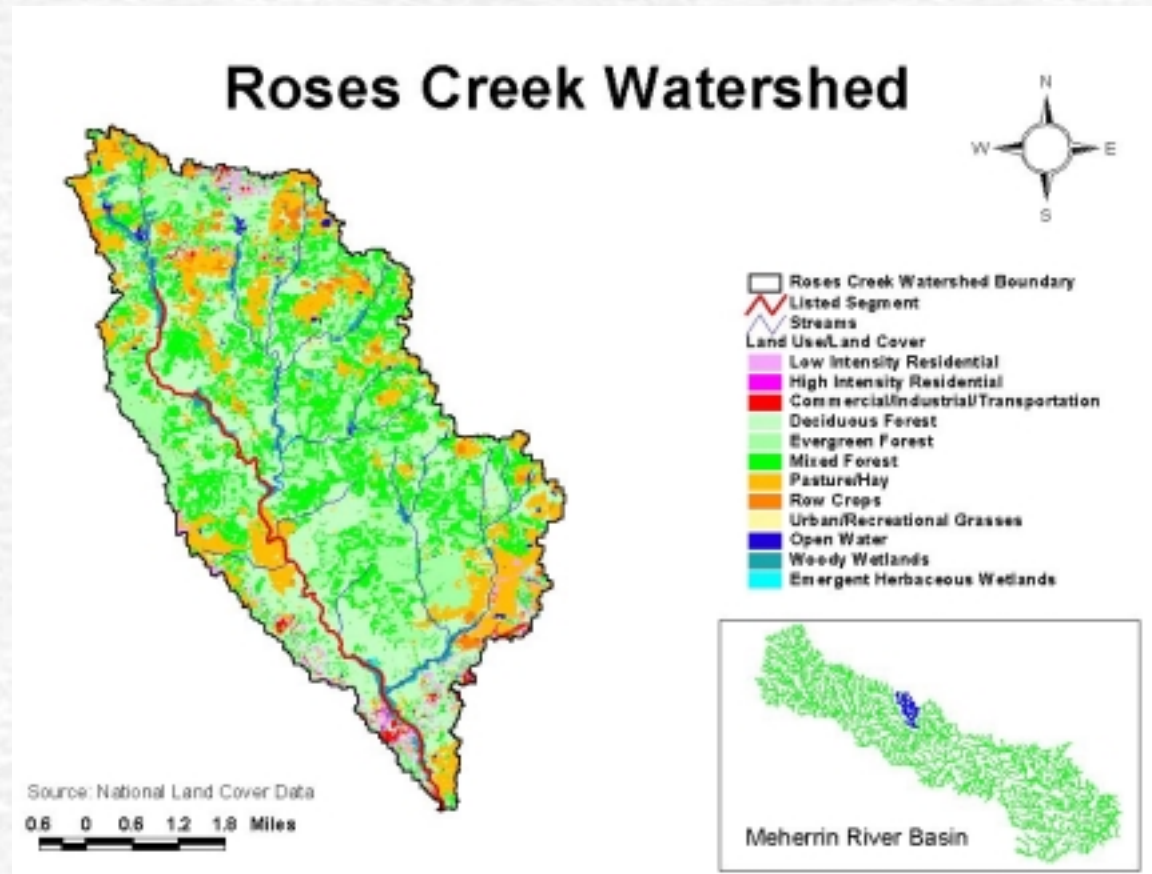 Roses Creek Watershed
N
W E
S
Roses Creek Watershed Boundary
Listed Segment
Streams
Land Use/Land Cover
Low Intensity Residential
High Intensity Residential
Commercial/Industrial/Transportation
Deciduous Forest
Evergreen Forest
Mixed Forest
Pasture/Hay
Row Crops
Urban/Recreational Grasses
Open Water
Woody Wetlands
Emergent Herbaceous Wetlands
Source: National Land Cover Data
0.6 0 0.6 1.2 1.8 Miles
Meherrin River Basin